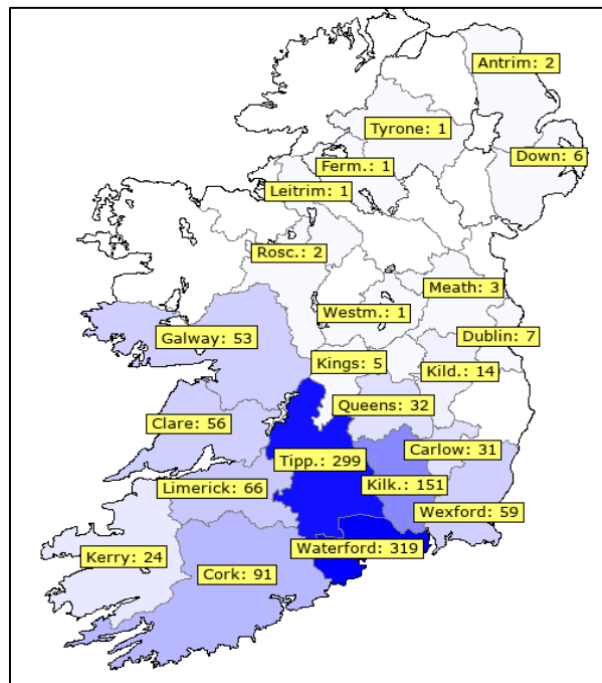 Antrim: 2
Tyrone: 1
Down: 6
Ferm.: 1
Leitrim: 1
Rosc.: 2
Meath: 3
Westm.: 1
Galway: 53
Dublin: 7
Kings: 5
Kild.: 14
Queens: 32
Clare: 56
Carlow: 31
Tipp.: 299
Kilk.: 151
Limerick: 66
Wexford: 59
Waterford: 319
Kerry: 24
Cork: 91